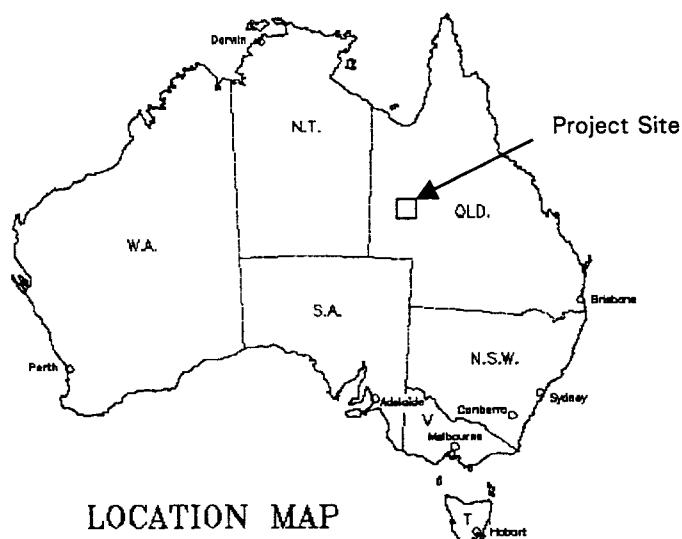 Darwin
N.T.
Project Site
QLD.
W.A.
S.A.
Brisbane
N.S.W.
Perth
Adelaide
Canberra
Sydney
V
Melbourne
LOCATION MAP
T
Hobart